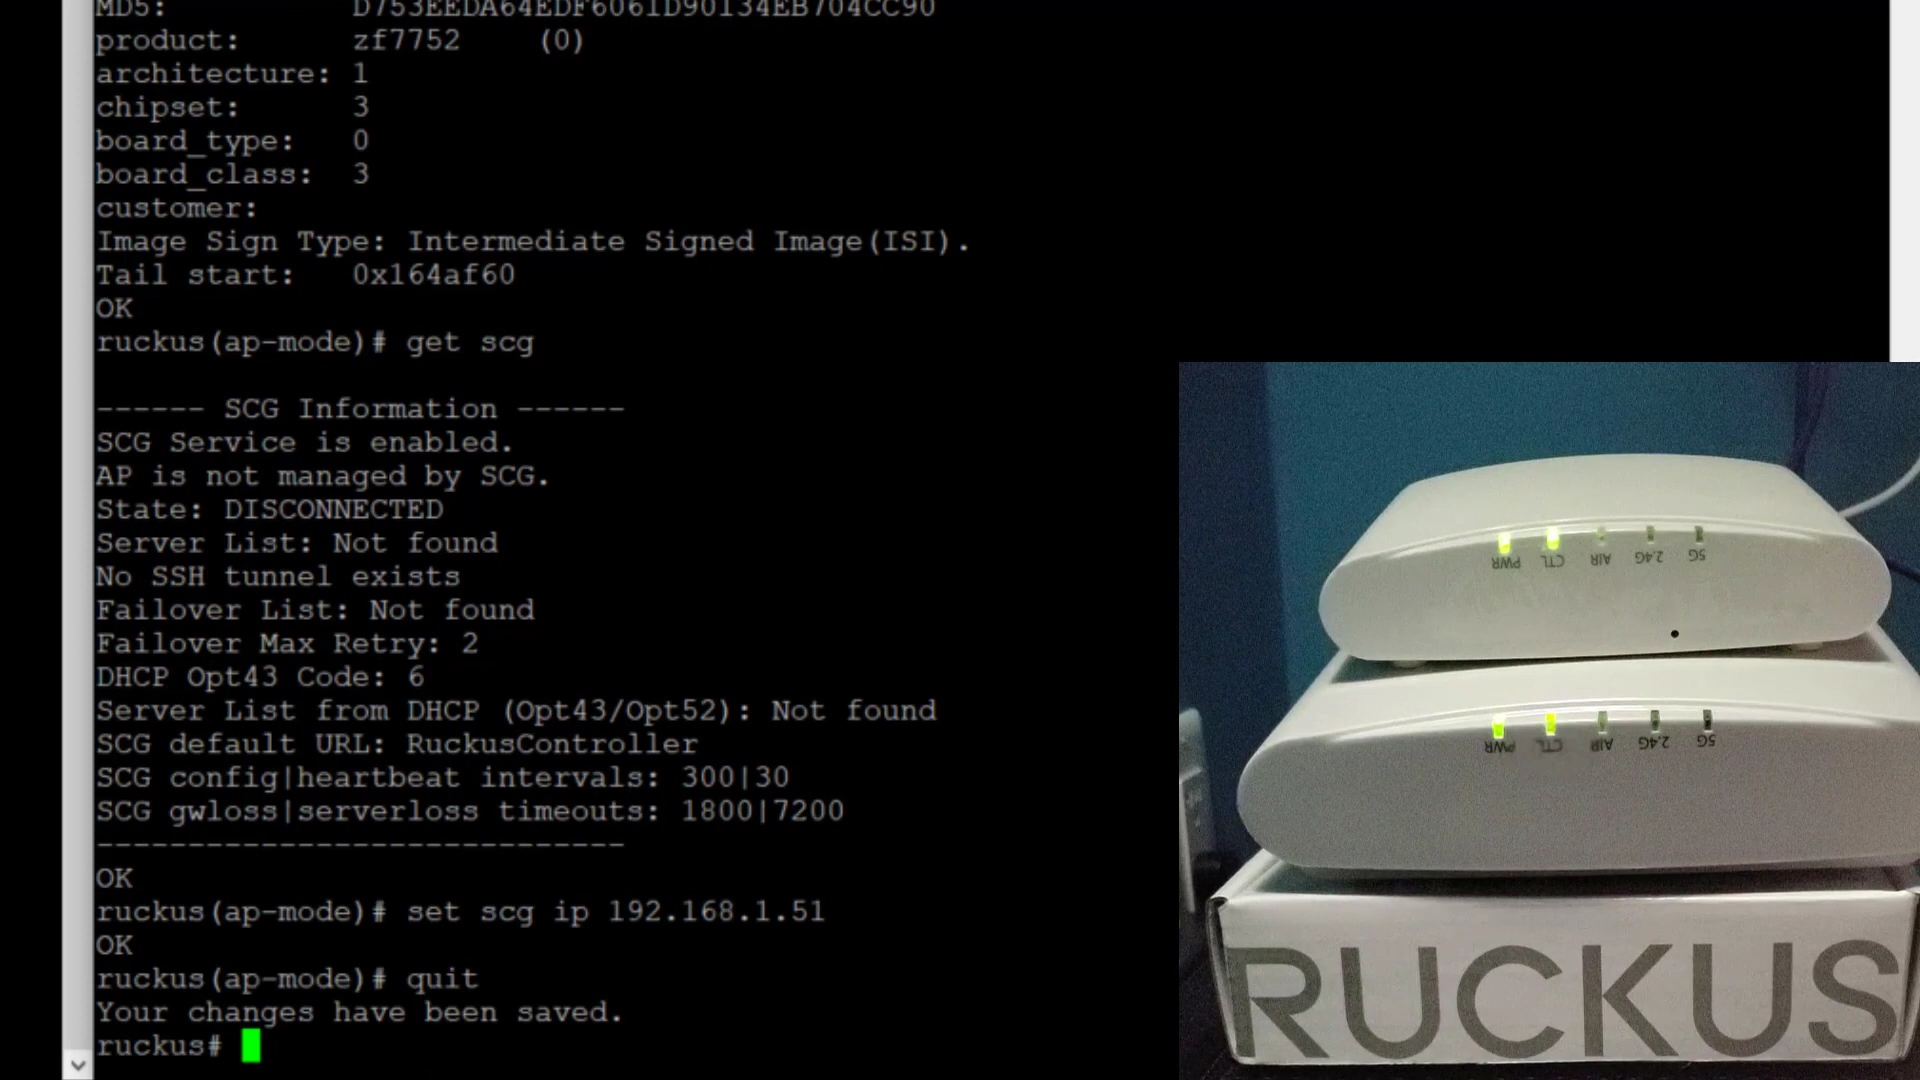 MD5: D753EEDA64EDF6061D90134EB704CC90
product: zf7752 (0)
architecture: 1
chipset: 3
board_type: 0
board_class: 3
customer:
Image Sign Type: Intermediate Signed Image(ISI).
Tail start: 0x164af60
OK
ruckus(ap-mode)# get scg
------ SCG Information ------
SCG Service is enabled.
AP is not managed by SCG.
State: DISCONNECTED
Server List: Not found
No SSH tunnel exists
Failover List: Not found
Failover Max Retry: 2
DHCP Opt43 Code: 6
Server List from DHCP (Opt43/Opt52): Not found
SCG default URL: RuckusController
SCG config|heartbeat intervals: 300|30
SCG gwloss|serverloss timeouts: 1800|7200
-----------------------------
OK
ruckus(ap-mode)# set scg ip 192.168.1.51
OK
ruckus(ap-mode)# quit
Your changes have been saved.
ruckus#
PWR CTL AIR 2.4G 5G
PWR CTL AIR 2.4G 5G
RUCKUS